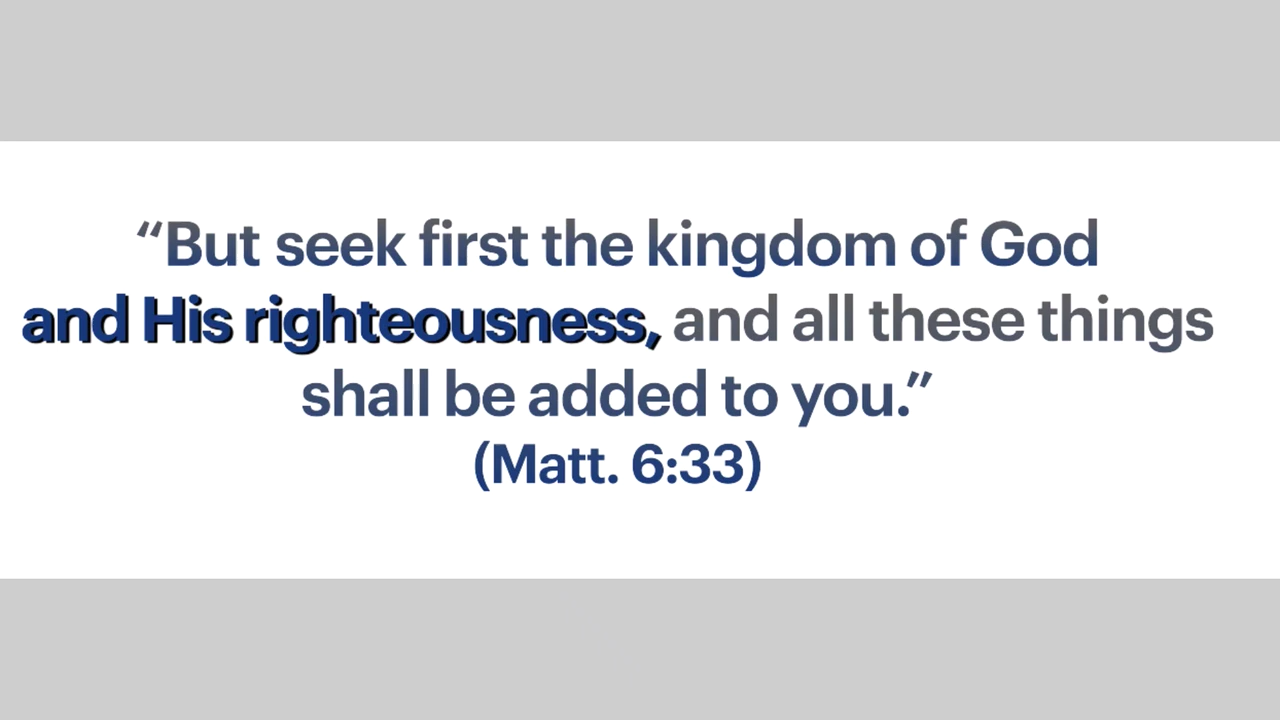 “But seek first the kingdom of God
and His righteousness, and all these things
shall be added to you.”
(Matt. 6:33)